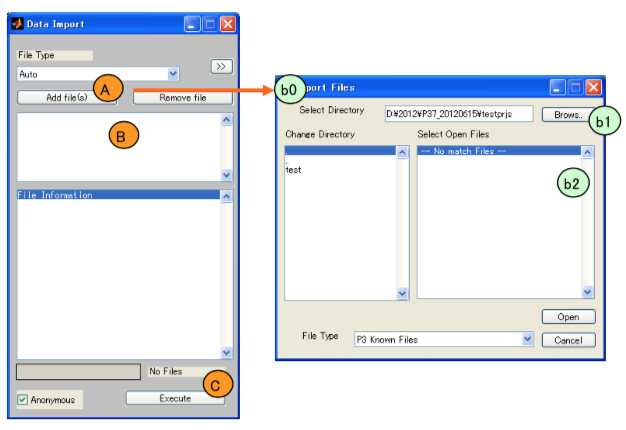 Data Import
File Type
Auto
>>
Add file(s)
A
Remove file
B
File Information
No Files
C
Anonymous
Execute
b0
port Files
Select Directory
D:¥2012¥P37_20120615¥testprjs
Brows..
b1
Change Directory
Select Open Files
.
..
test
-- No match Files --
b2
Open
File Type
P3 Known Files
Cancel